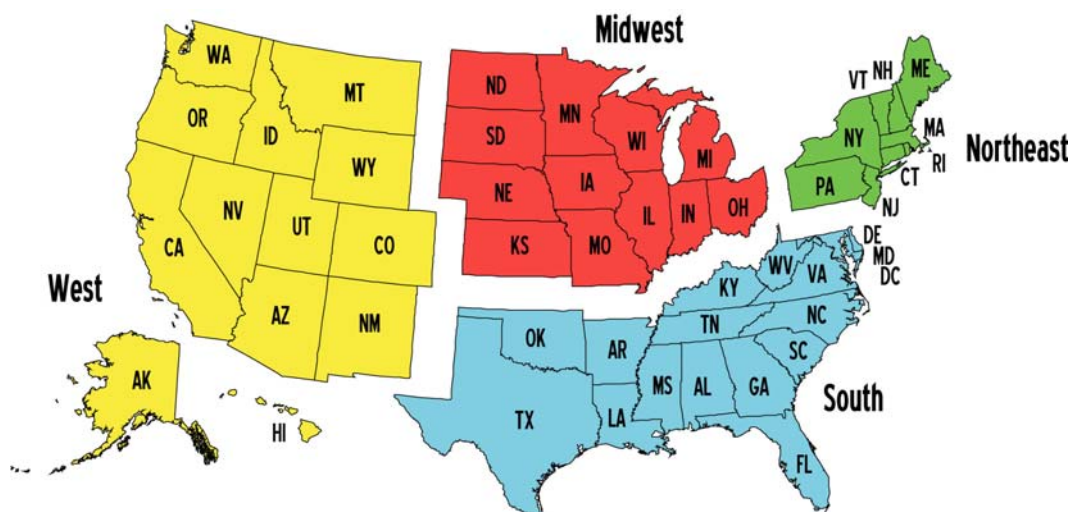 Midwest
WA
MT
ND
MN
VT
NH
ME
OR
ID
SD
WI
MI
NY
MA
RI
Northeast
WY
NE
IA
PA
CT
NJ
NV
UT
CO
IL
IN
OH
CA
KS
MO
DE
MD
DC
West
WV
VA
KY
AZ
NM
OK
AR
TN
NC
SC
AK
MS
AL
GA
South
HI
TX
LA
FL